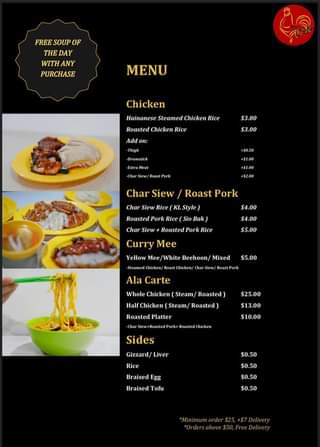 FREE SOUP OF
THE DAY
WITH ANY
PURCHASE
MENU
Chicken
Hainanese Steamed Chicken Rice $3.00
Roasted Chicken Rice $3.00
Add on:
-Thigh +$0.50
-Drumstick +$1.00
-Extra Meat +$1.00
-Char Siew/ Roast Pork +$2.00
Char Siew / Roast Pork
Char Siew Rice ( KL Style ) $4.00
Roasted Pork Rice ( Sio Bak ) $4.00
Char Siew + Roasted Pork Rice $5.00
Curry Mee
Yellow Mee/White Beehoon/ Mixed $5.00
-Steamed Chicken/ Roast Chicken/ Char Siew/ Roast Pork
Ala Carte
Whole Chicken ( Steam/ Roasted ) $25.00
Half Chicken ( Steam/ Roasted ) $13.00
Roasted Platter $10.00
-Char Siew+Roasted Pork+ Roasted Chicken
Sides
Gizzard/ Liver $0.50
Rice $0.50
Braised Egg $0.50
Braised Tofu $0.50
*Minimum order $25, +$7 Delivery
*Orders above $50, Free Delivery